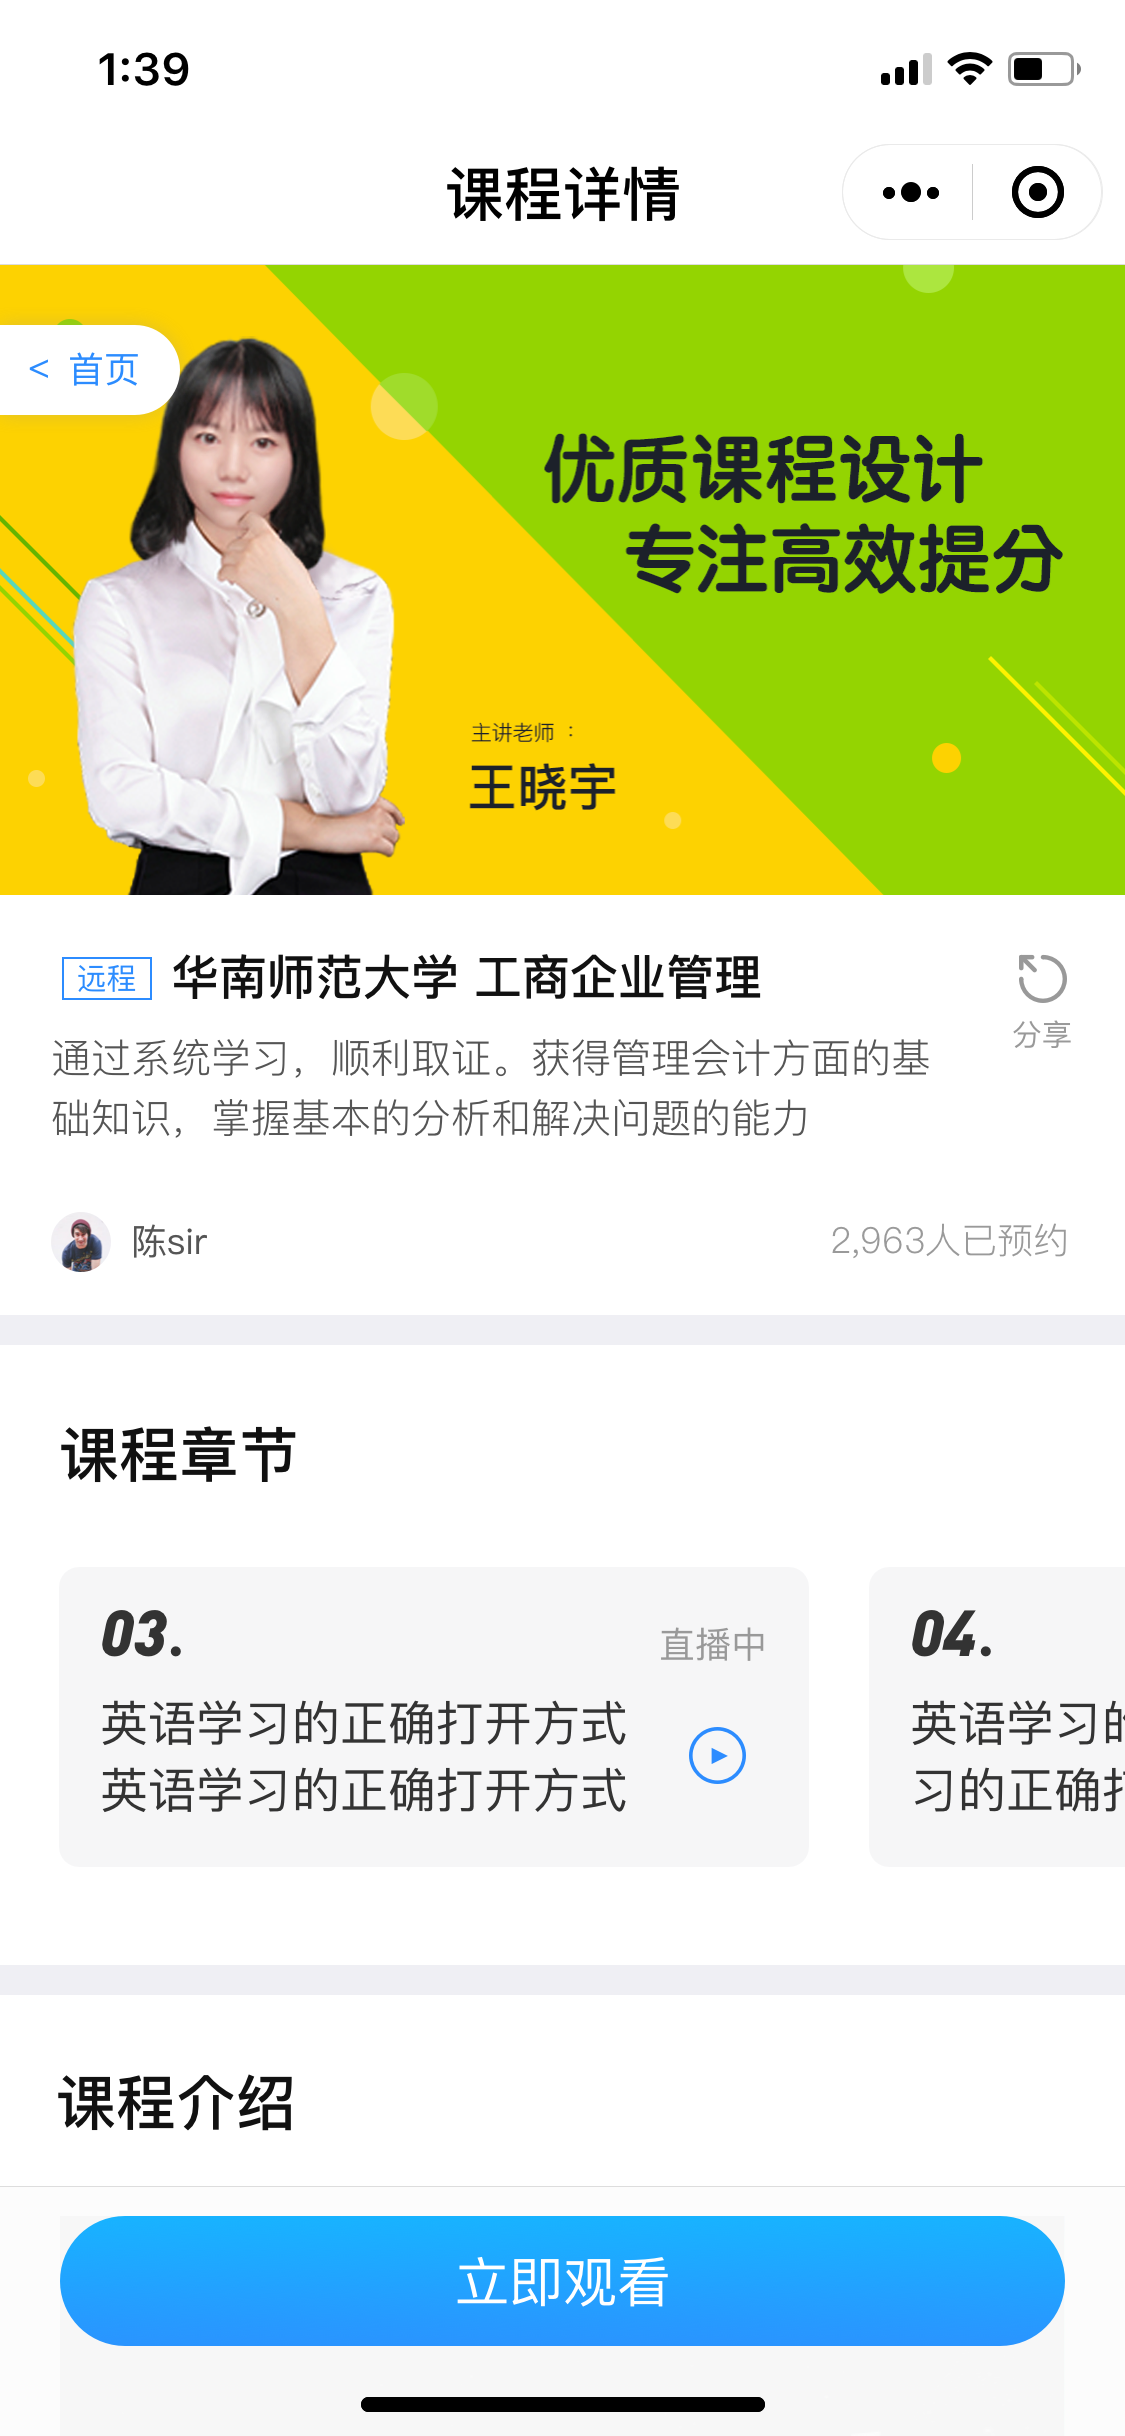 1:39
课程详情
< 首页
优质课程设计
专注高效提分
主讲老师 ：
王晓宇
远程 华南师范大学 工商企业管理
分享
通过系统学习，顺利取证。获得管理会计方面的基
础知识，掌握基本的分析和解决问题的能力
陈sir
2,963人已预约
课程章节
03.
直播中
英语学习的正确打开方式
英语学习的正确打开方式
04.
英语学习的
习的正确打
课程介绍
立即观看